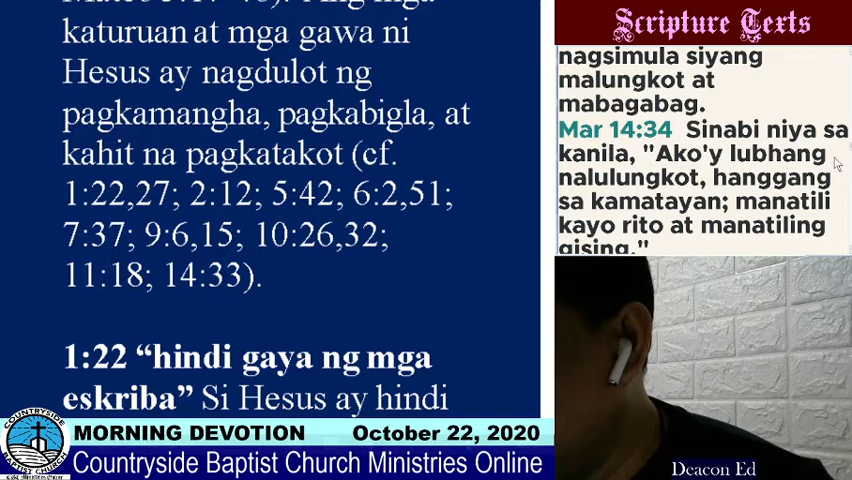 katuruan at mga gawa ni
Hesus ay nagdulot ng
pagkamangha, pagkabigla, at
kahit na pagkatakot (cf.
1:22,27; 2:12; 5:42; 6:2,51;
7:37; 9:6,15; 10:26,32;
11:18; 14:33).
1:22 “hindi gaya ng mga
eskriba” Si Hesus ay hindi
Scripture Texts
nagsimula siyang
malungkot at
mabagabag.
Mar 14:34 Sinabi niya sa
kanila, "Ako'y lubhang
nalulungkot, hanggang
sa kamatayan; manatili
kayo rito at manatiling
gising."
Deacon Ed
COUNTRYSIDE
BAPTIST CHURCH
MORNING DEVOTION October 22, 2020
Countryside Baptist Church Ministries Online